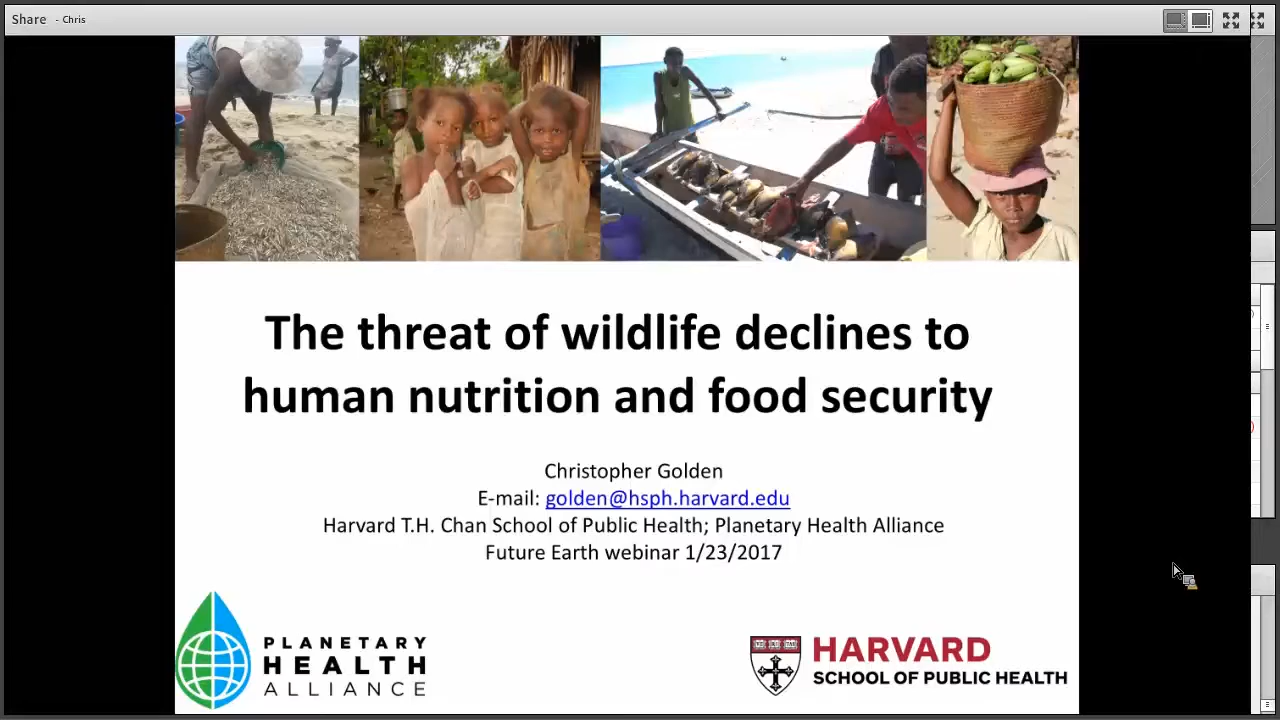 Share - Chris
The threat of wildlife declines to
human nutrition and food security
Christopher Golden
E-mail: golden@hsph.harvard.edu
Harvard T.H. Chan School of Public Health; Planetary Health Alliance
Future Earth webinar 1/23/2017
PLANETARY
HEALTH
ALLIANCE
HARVARD
SCHOOL OF PUBLIC HEALTH